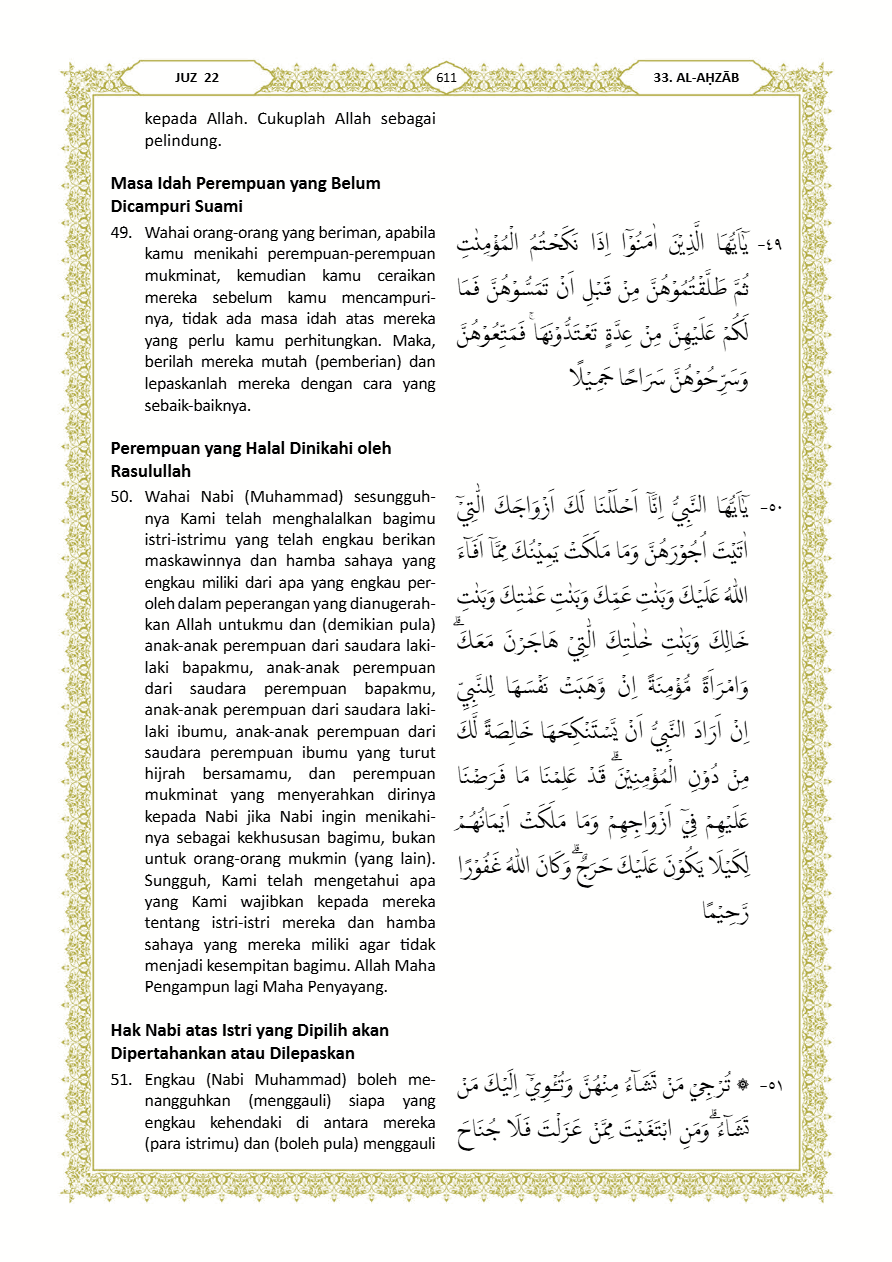 JUZ 22
611
33. AL-AḤZĀB
kepada Allah. Cukuplah Allah sebagai
pelindung.
Masa Idah Perempuan yang Belum
Dicampuri Suami
49. Wahai orang-orang yang beriman, apabila
kamu menikahi perempuan-perempuan
mukminat, kemudian kamu ceraikan
mereka sebelum kamu mencampuri-
nya, tidak ada masa idah atas mereka
yang perlu kamu perhitungkan. Maka,
berilah mereka mutah (pemberian) dan
lepaskanlah mereka dengan cara yang
sebaik-baiknya.
٤٩- يٰٓاَيُّهَا الَّذِيْنَ اٰمَنُوْٓا اِذَا نَكَحْتُمُ الْمُؤْمِنٰتِ
ثُمَّ طَلَّقْتُمُوْهُنَّ مِنْ قَبْلِ اَنْ تَمَسُّوْهُنَّ فَمَا
لَكُمْ عَلَيْهِنَّ مِنْ عِدَّةٍ تَعْتَدُّوْنَهَاۚ فَمَتِّعُوْهُنَّ
وَسَرِّحُوْهُنَّ سَرَاحًا جَمِيْلًا
Perempuan yang Halal Dinikahi oleh
Rasulullah
50. Wahai Nabi (Muhammad) sesungguh-
nya Kami telah menghalalkan bagimu
istri-istrimu yang telah engkau berikan
maskawinnya dan hamba sahaya yang
engkau miliki dari apa yang engkau per-
oleh dalam peperangan yang dianugerah-
kan Allah untukmu dan (demikian pula)
anak-anak perempuan dari saudara laki-
laki bapakmu, anak-anak perempuan
dari saudara perempuan bapakmu,
anak-anak perempuan dari saudara laki-
laki ibumu, anak-anak perempuan dari
saudara perempuan ibumu yang turut
hijrah bersamamu, dan perempuan
mukminat yang menyerahkan dirinya
kepada Nabi jika Nabi ingin menikahi-
nya sebagai kekhususan bagimu, bukan
untuk orang-orang mukmin (yang lain).
Sungguh, Kami telah mengetahui apa
yang Kami wajibkan kepada mereka
tentang istri-istri mereka dan hamba
sahaya yang mereka miliki agar tidak
menjadi kesempitan bagimu. Allah Maha
Pengampun lagi Maha Penyayang.
٥٠- يٰٓاَيُّهَا النَّبِيُّ اِنَّآ اَحْلَلْنَا لَكَ اَزْوَاجَكَ الّٰتِيْٓ
اٰتَيْتَ اُجُوْرَهُنَّ وَمَا مَلَكَتْ يَمِيْنُكَ مِمَّآ اَفَاۤءَ
اللّٰهُ عَلَيْكَ وَبَنٰتِ عَمِّكَ وَبَنٰتِ عَمّٰتِكَ وَبَنٰتِ
خَالِكَ وَبَنٰتِ خٰلٰتِكَ الّٰتِيْ هَاجَرْنَ مَعَكَۗ
وَامْرَاَةً مُّؤْمِنَةً اِنْ وَّهَبَتْ نَفْسَهَا لِلنَّبِيِّ
اِنْ اَرَادَ النَّبِيُّ اَنْ يَّسْتَنْكِحَهَا خَالِصَةً لَّكَ
مِنْ دُوْنِ الْمُؤْمِنِيْنَۗ قَدْ عَلِمْنَا مَا فَرَضْنَا
عَلَيْهِمْ فِيْٓ اَزْوَاجِهِمْ وَمَا مَلَكَتْ اَيْمَانُهُمْ
لِكَيْلَا يَكُوْنَ عَلَيْكَ حَرَجٌۗ وَكَانَ اللّٰهُ غَفُوْرًا
رَّحِيْمًا
Hak Nabi atas Istri yang Dipilih akan
Dipertahankan atau Dilepaskan
51. Engkau (Nabi Muhammad) boleh me-
nangguhkan (menggauli) siapa yang
engkau kehendaki di antara mereka
(para istrimu) dan (boleh pula) menggauli
٥١- ۞ تُرْجِيْ مَنْ تَشَاۤءُ مِنْهُنَّ وَتُـْٔوِيْٓ اِلَيْكَ مَنْ
تَشَاۤءُۗ وَمَنِ ابْتَغَيْتَ مِمَّنْ عَزَلْتَ فَلَا جُنَاحَ